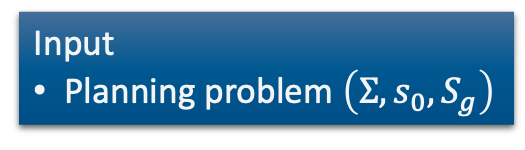 Input
• Planning problem (Σ, s₀, S_g)